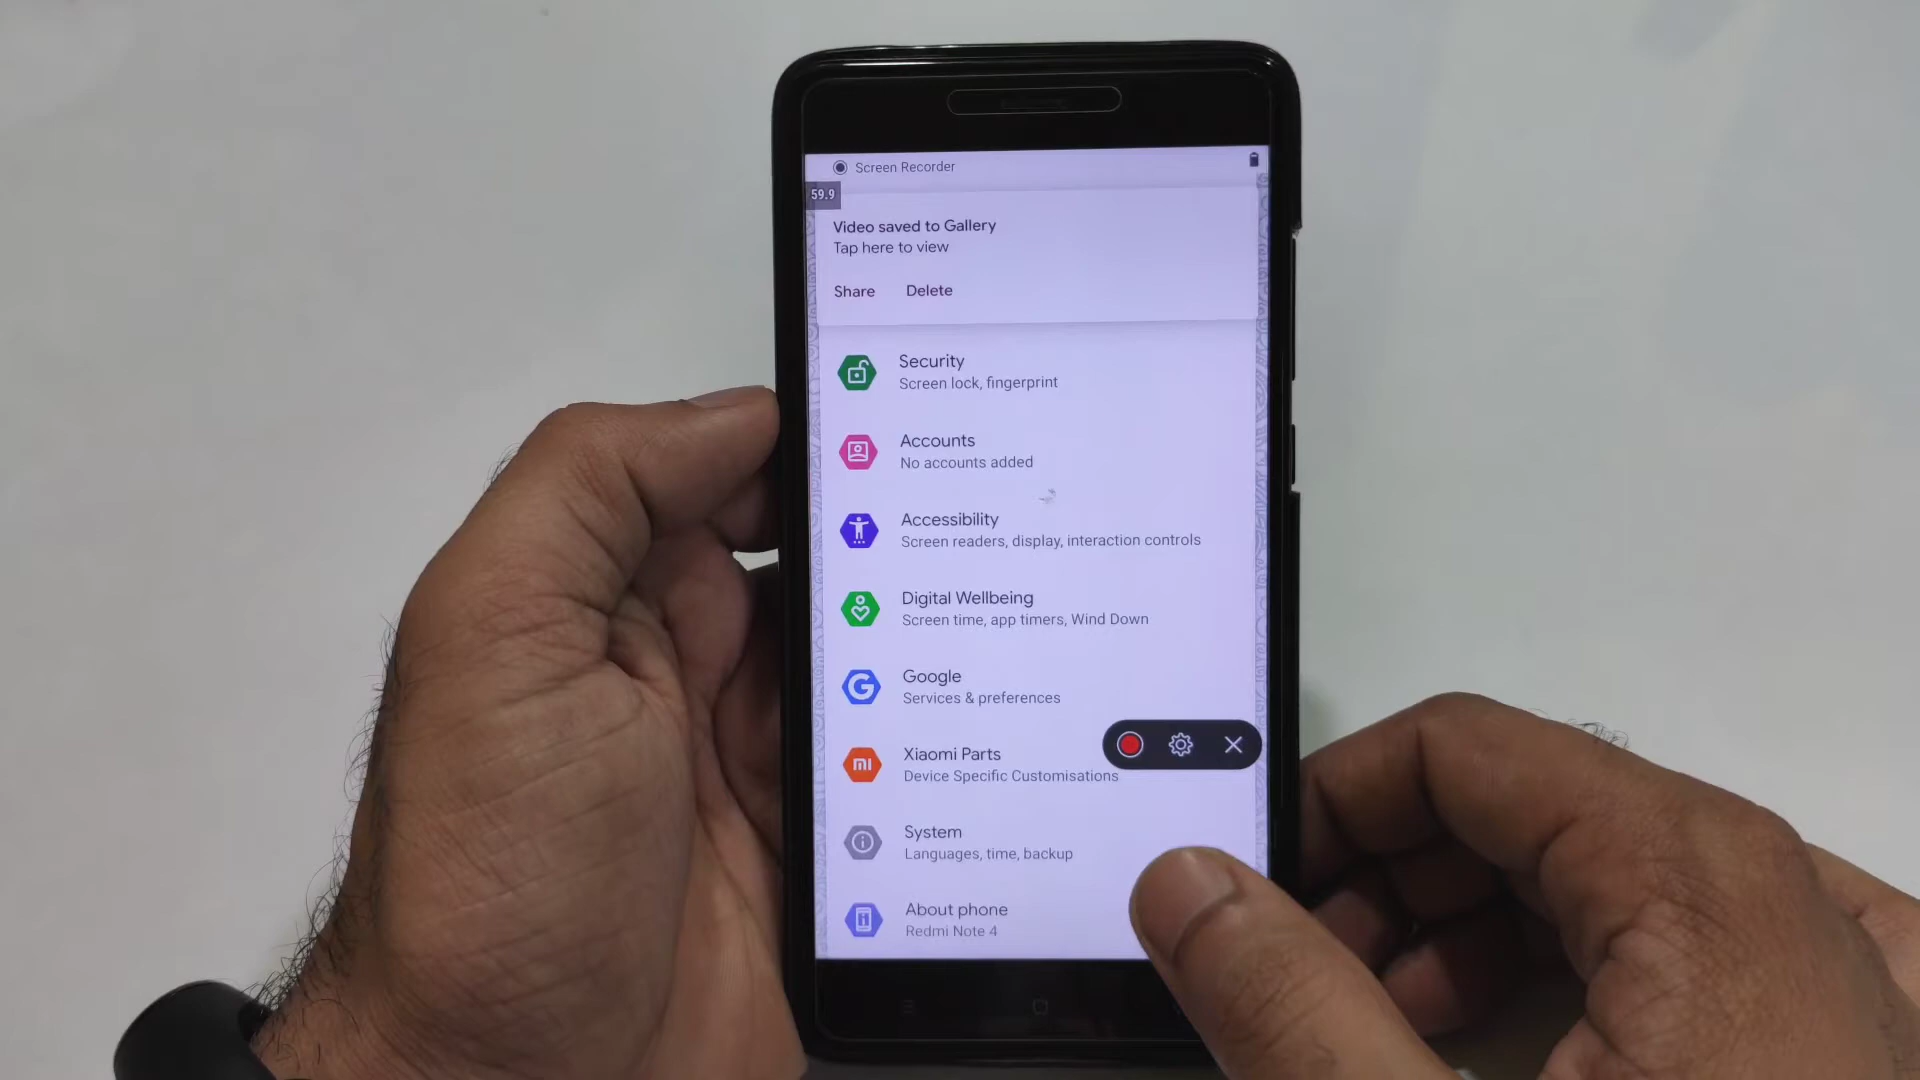 Screen Recorder
59.9
Video saved to Gallery
Tap here to view
Share Delete
Security
Screen lock, fingerprint
Accounts
No accounts added
Accessibility
Screen readers, display, interaction controls
Digital Wellbeing
Screen time, app timers, Wind Down
Google
Services & preferences
Xiaomi Parts
Device Specific Customisations
System
Languages, time, backup
About phone
Redmi Note 4